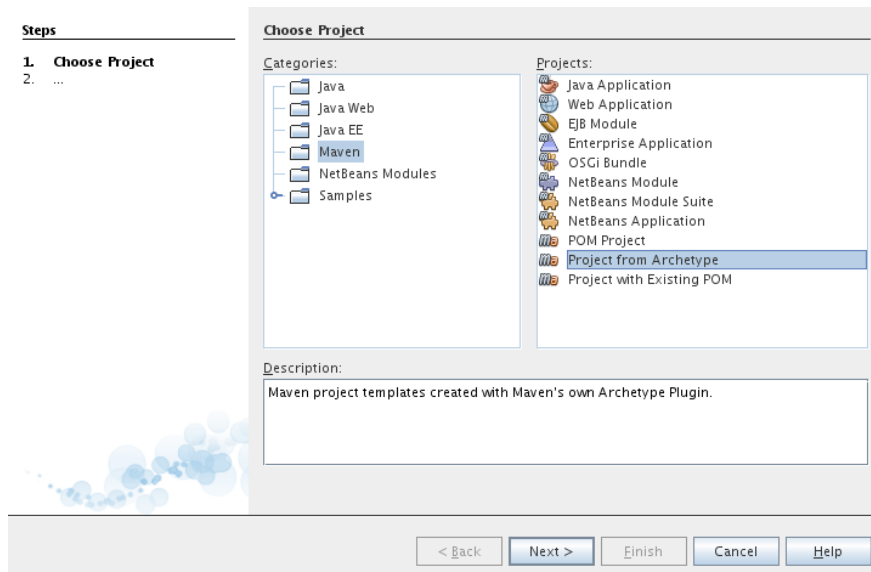 Steps
1. Choose Project
2. ...
Choose Project
Categories:
Java
Java Web
Java EE
Maven
NetBeans Modules
Samples
Projects:
Java Application
Web Application
EJB Module
Enterprise Application
OSGi Bundle
NetBeans Module
NetBeans Module Suite
NetBeans Application
POM Project
Project from Archetype
Project with Existing POM
Description:
Maven project templates created with Maven's own Archetype Plugin.
< Back
Next >
Finish
Cancel
Help